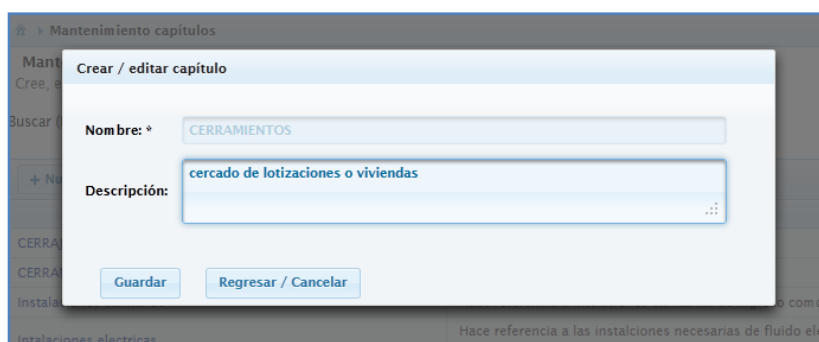 Mantenimiento capítulos
Mant
Cree, e
Buscar (
+ Nu
Crear / editar capítulo
Nombre: *
CERRAMIENTOS
Descripción:
cercado de lotizaciones o viviendas
Guardar
Regresar / Cancelar
CERRA
CERRA
Instala
Intalaciones electricas
Hace referencia a las instalciones necesarias de fluido el